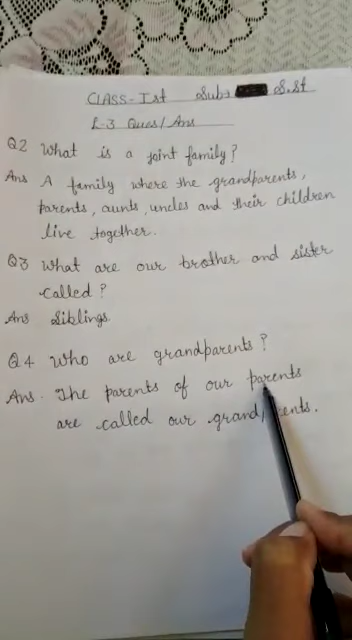 CLASS-Ist Sub:- S.St
L-3 Ques/Ans
Q2 What is a joint family?
Ans A family where the grandparents,
parents, aunts, uncles and their children
live together.
Q3 What are our brother and sister
called?
Ans Siblings
Q4 Who are grandparents?
Ans. The parents of our parents
are called our grand ents.